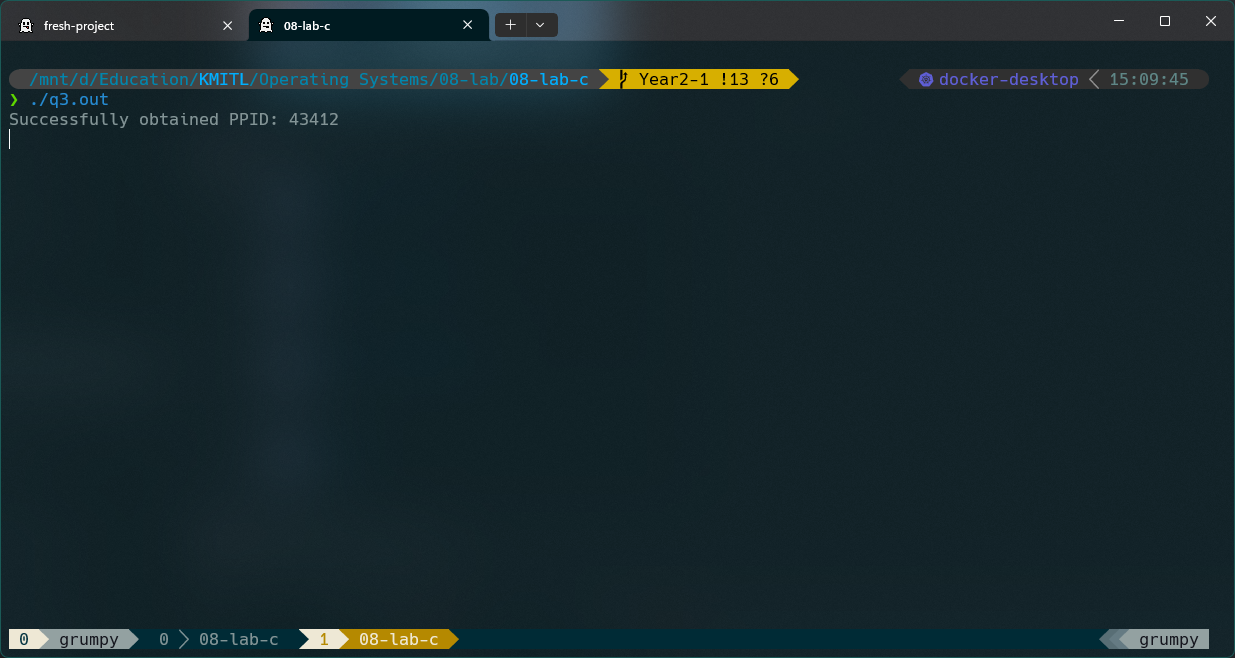 fresh-project
08-lab-c
/mnt/d/Education/KMITL/Operating Systems/08-lab/08-lab-c Year2-1 !13 ?6 docker-desktop 15:09:45
❯ ./q3.out
Successfully obtained PPID: 43412
0 grumpy 0 08-lab-c 1 08-lab-c grumpy